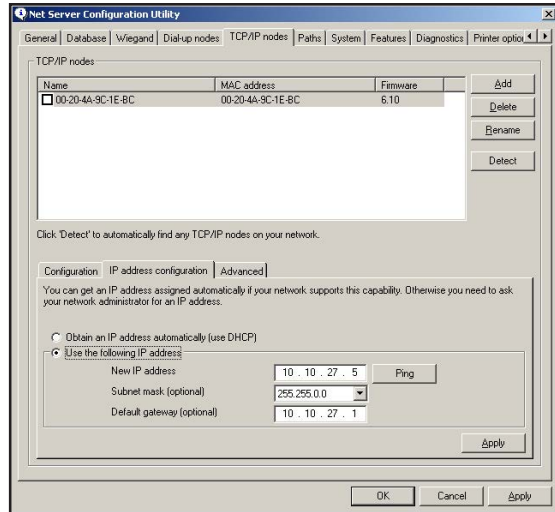 Net Server Configuration Utility
General Database Wiegand Dial-up nodes TCP/IP nodes Paths System Features Diagnostics Printer option
TCP/IP nodes
Name MAC address Firmware
00-20-4A-9C-1E-BC 00-20-4A-9C-1E-BC 6.10
Add
Delete
Rename
Detect
Click 'Detect' to automatically find any TCP/IP nodes on your network.
Configuration IP address configuration Advanced
You can get an IP address assigned automatically if your network supports this capability. Otherwise you need to ask
your network administrator for an IP address.
Obtain an IP address automatically (use DHCP)
Use the following IP address
New IP address 10 . 10 . 27 . 5 Ping
Subnet mask (optional) 255.255.0.0
Default gateway (optional) 10 . 10 . 27 . 1
Apply
OK Cancel Apply